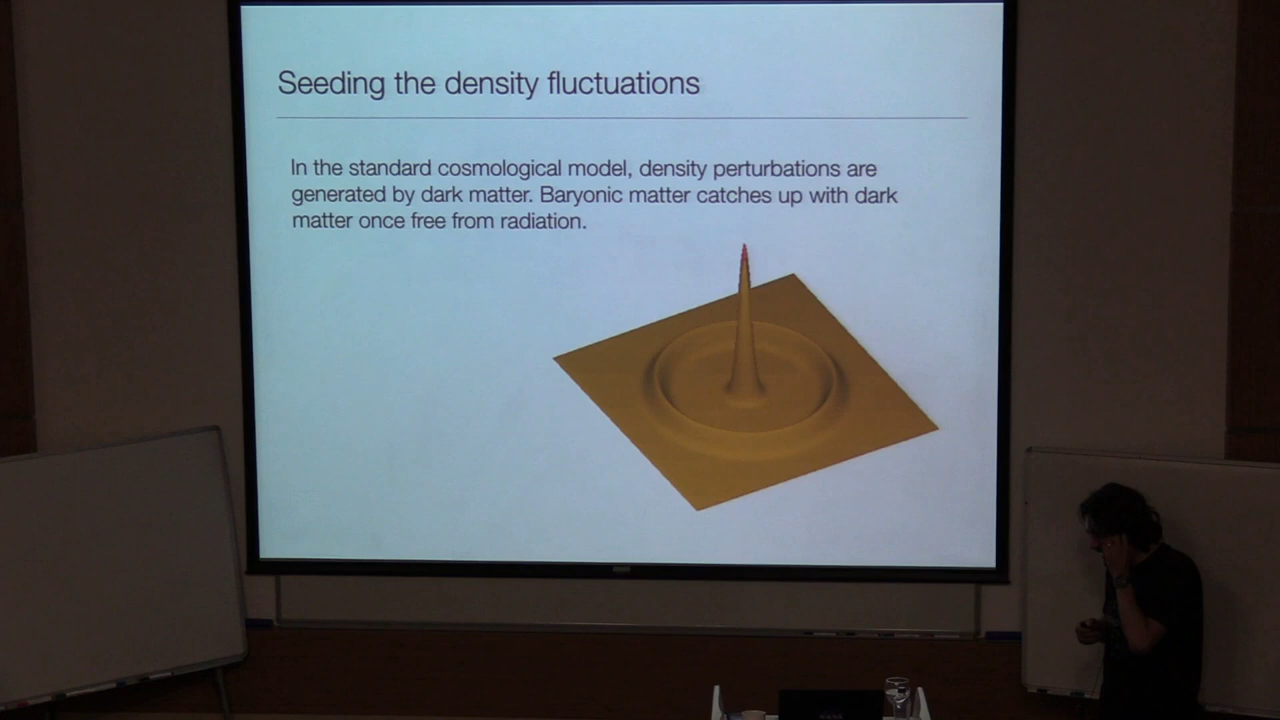 Seeding the density fluctuations
In the standard cosmological model, density perturbations are
generated by dark matter. Baryonic matter catches up with dark
matter once free from radiation.